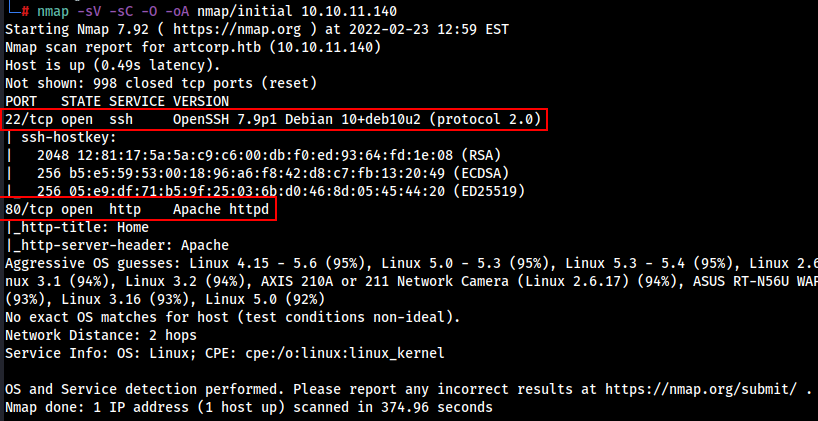 └─# nmap -sV -sC -O -oA nmap/initial 10.10.11.140
Starting Nmap 7.92 ( https://nmap.org ) at 2022-02-23 12:59 EST
Nmap scan report for artcorp.htb (10.10.11.140)
Host is up (0.49s latency).
Not shown: 998 closed tcp ports (reset)
PORT   STATE SERVICE VERSION
22/tcp open  ssh     OpenSSH 7.9p1 Debian 10+deb10u2 (protocol 2.0)
| ssh-hostkey:
|   2048 12:81:17:5a:5a:c9:c6:00:db:f0:ed:93:64:fd:1e:08 (RSA)
|   256 b5:e5:59:53:00:18:96:a6:f8:42:d8:c7:fb:13:20:49 (ECDSA)
|_  256 05:e9:df:71:b5:9f:25:03:6b:d0:46:8d:05:45:44:20 (ED25519)
80/tcp open  http    Apache httpd
|_http-title: Home
|_http-server-header: Apache
Aggressive OS guesses: Linux 4.15 - 5.6 (95%), Linux 5.0 - 5.3 (95%), Linux 5.3 - 5.4 (95%), Linux 2.6
nux 3.1 (94%), Linux 3.2 (94%), AXIS 210A or 211 Network Camera (Linux 2.6.17) (94%), ASUS RT-N56U WAP
(93%), Linux 3.16 (93%), Linux 5.0 (92%)
No exact OS matches for host (test conditions non-ideal).
Network Distance: 2 hops
Service Info: OS: Linux; CPE: cpe:/o:linux:linux_kernel
OS and Service detection performed. Please report any incorrect results at https://nmap.org/submit/ .
Nmap done: 1 IP address (1 host up) scanned in 374.96 seconds